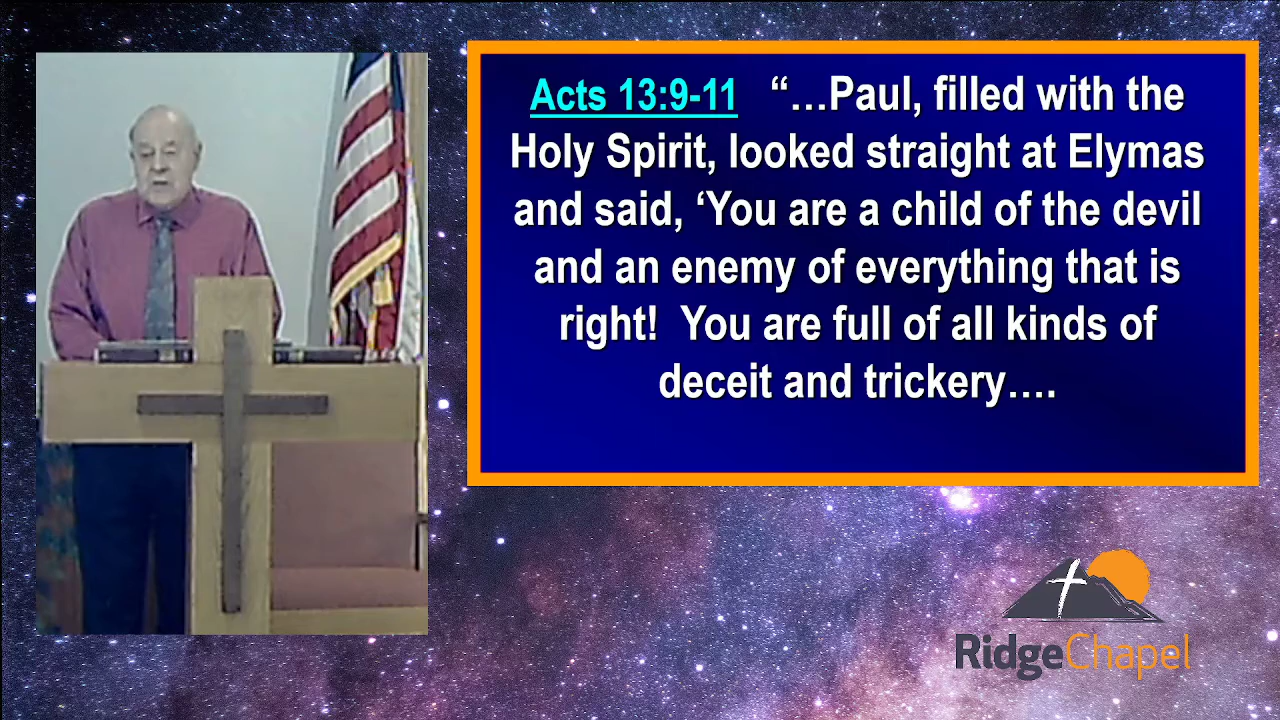 Acts 13:9-11 “…Paul, filled with the
Holy Spirit, looked straight at Elymas
and said, ‘You are a child of the devil
and an enemy of everything that is
right!  You are full of all kinds of
deceit and trickery….
RidgeChapel